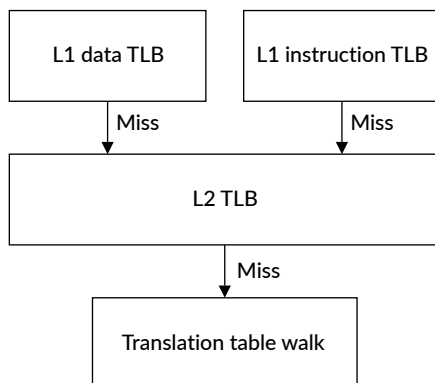 L1 data TLB
L1 instruction TLB
Miss
Miss
L2 TLB
Miss
Translation table walk